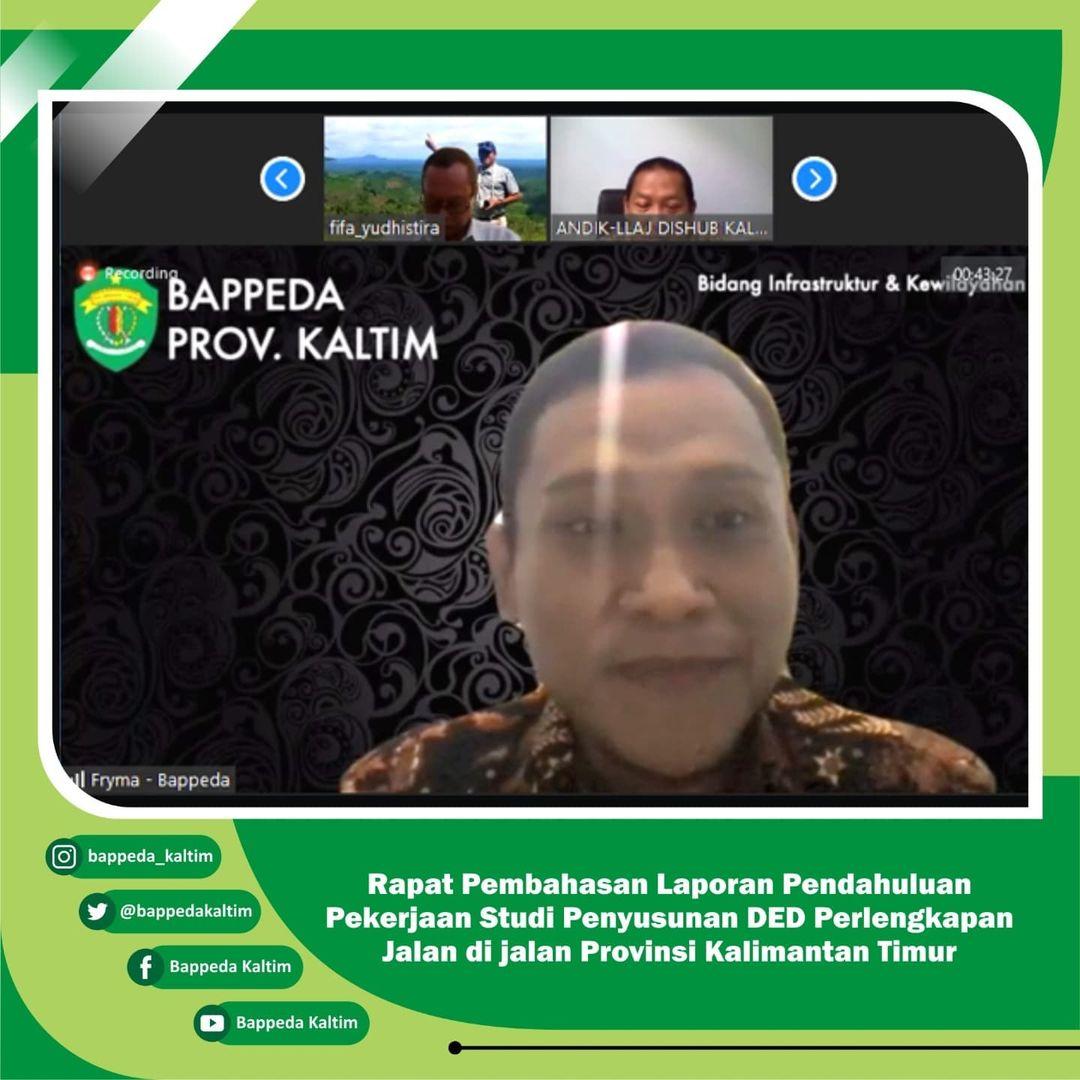 fifa_yudhistira
ANDIK-LLAJ DISHUB KAL...
Recording
00:43:27
BAPPEDA
PROV. KALTIM
Bidang Infrastruktur & Kewilayahan
Fryma - Bappeda
bappeda_kaltim
@bappedakaltim
Bappeda Kaltim
Bappeda Kaltim
Rapat Pembahasan Laporan Pendahuluan
Pekerjaan Studi Penyusunan DED Perlengkapan
Jalan di jalan Provinsi Kalimantan Timur